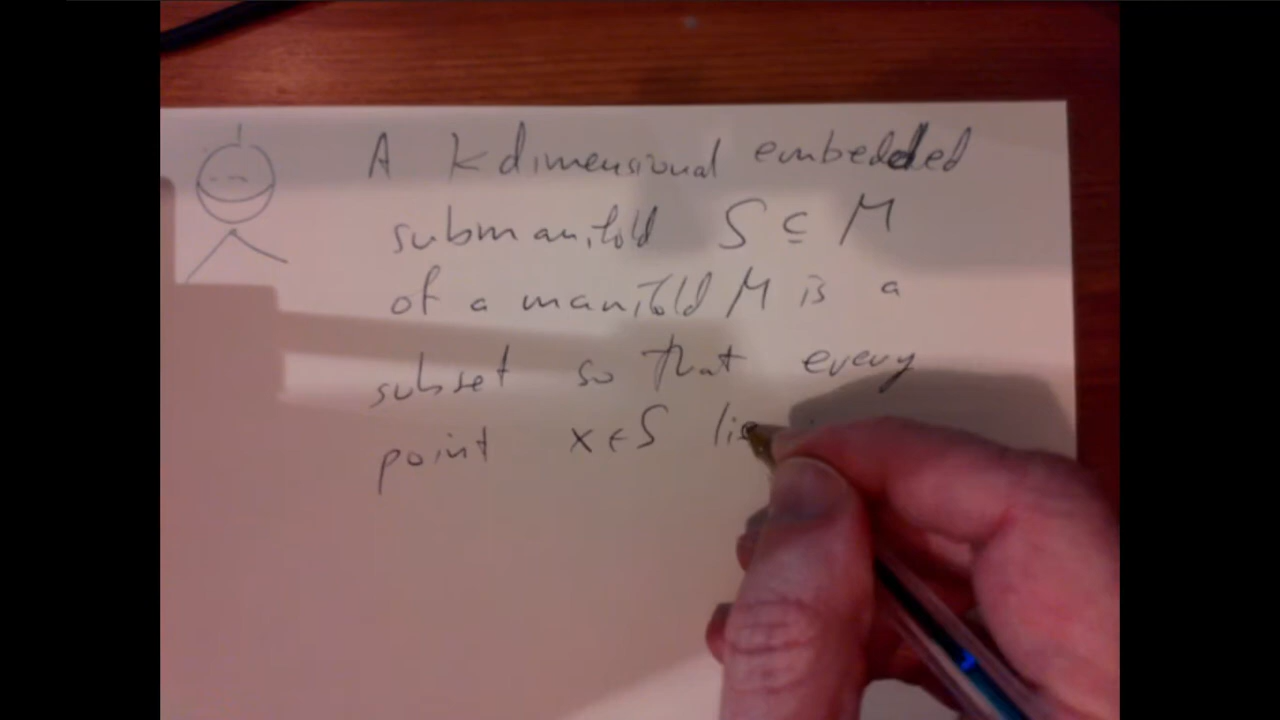 A k dimensional embedded
submanifold S ⊆ M
of a manifold M is a
subset so that every
point x ∈ S lie